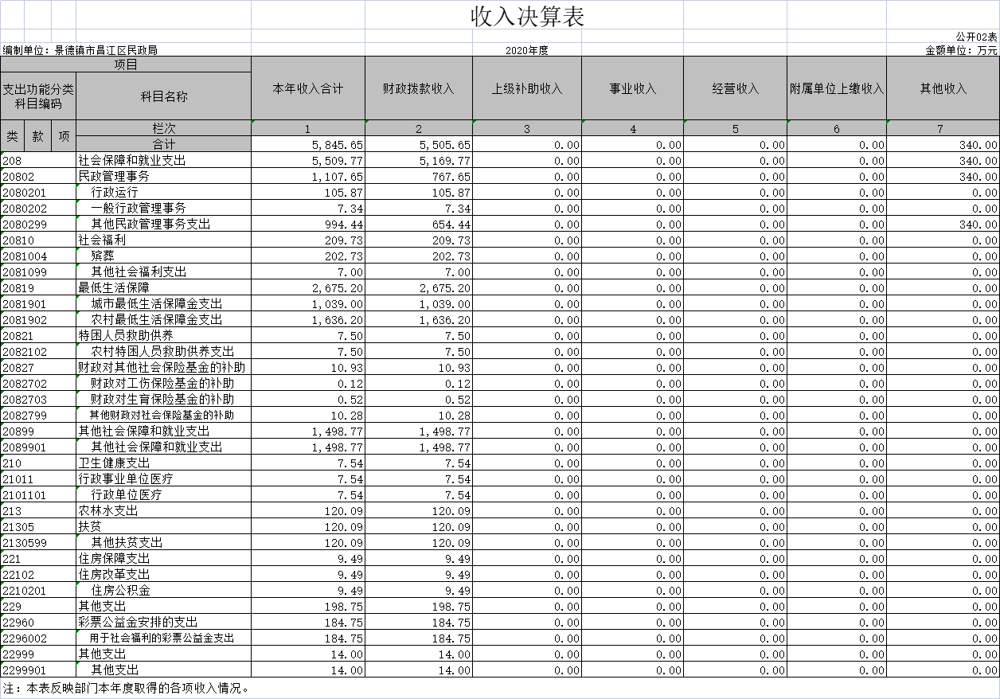 收入决算表
公开02表
编制单位：景德镇市昌江区民政局 2020年度 金额单位：万元
项目 本年收入合计 财政拨款收入 上级补助收入 事业收入 经营收入 附属单位上缴收入 其他收入
支出功能分类科目编码 科目名称
类 款 项 栏次 1 2 3 4 5 6 7
合计 5,845.65 5,505.65 0.00 0.00 0.00 0.00 340.00
208 社会保障和就业支出 5,509.77 5,169.77 0.00 0.00 0.00 0.00 340.00
20802 民政管理事务 1,107.65 767.65 0.00 0.00 0.00 0.00 340.00
2080201 行政运行 105.87 105.87 0.00 0.00 0.00 0.00 0.00
2080202 一般行政管理事务 7.34 7.34 0.00 0.00 0.00 0.00 0.00
2080299 其他民政管理事务支出 994.44 654.44 0.00 0.00 0.00 0.00 340.00
20810 社会福利 209.73 209.73 0.00 0.00 0.00 0.00 0.00
2081004 殡葬 202.73 202.73 0.00 0.00 0.00 0.00 0.00
2081099 其他社会福利支出 7.00 7.00 0.00 0.00 0.00 0.00 0.00
20819 最低生活保障 2,675.20 2,675.20 0.00 0.00 0.00 0.00 0.00
2081901 城市最低生活保障金支出 1,039.00 1,039.00 0.00 0.00 0.00 0.00 0.00
2081902 农村最低生活保障金支出 1,636.20 1,636.20 0.00 0.00 0.00 0.00 0.00
20821 特困人员救助供养 7.50 7.50 0.00 0.00 0.00 0.00 0.00
2082102 农村特困人员救助供养支出 7.50 7.50 0.00 0.00 0.00 0.00 0.00
20827 财政对其他社会保险基金的补助 10.93 10.93 0.00 0.00 0.00 0.00 0.00
2082702 财政对工伤保险基金的补助 0.12 0.12 0.00 0.00 0.00 0.00 0.00
2082703 财政对生育保险基金的补助 0.52 0.52 0.00 0.00 0.00 0.00 0.00
2082799 其他财政对社会保险基金的补助 10.28 10.28 0.00 0.00 0.00 0.00 0.00
20899 其他社会保障和就业支出 1,498.77 1,498.77 0.00 0.00 0.00 0.00 0.00
2089901 其他社会保障和就业支出 1,498.77 1,498.77 0.00 0.00 0.00 0.00 0.00
210 卫生健康支出 7.54 7.54 0.00 0.00 0.00 0.00 0.00
21011 行政事业单位医疗 7.54 7.54 0.00 0.00 0.00 0.00 0.00
2101101 行政单位医疗 7.54 7.54 0.00 0.00 0.00 0.00 0.00
213 农林水支出 120.09 120.09 0.00 0.00 0.00 0.00 0.00
21305 扶贫 120.09 120.09 0.00 0.00 0.00 0.00 0.00
2130599 其他扶贫支出 120.09 120.09 0.00 0.00 0.00 0.00 0.00
221 住房保障支出 9.49 9.49 0.00 0.00 0.00 0.00 0.00
22102 住房改革支出 9.49 9.49 0.00 0.00 0.00 0.00 0.00
2210201 住房公积金 9.49 9.49 0.00 0.00 0.00 0.00 0.00
229 其他支出 198.75 198.75 0.00 0.00 0.00 0.00 0.00
22960 彩票公益金安排的支出 184.75 184.75 0.00 0.00 0.00 0.00 0.00
2296002 用于社会福利的彩票公益金支出 184.75 184.75 0.00 0.00 0.00 0.00 0.00
22999 其他支出 14.00 14.00 0.00 0.00 0.00 0.00 0.00
2299901 其他支出 14.00 14.00 0.00 0.00 0.00 0.00 0.00
注：本表反映部门本年度取得的各项收入情况。